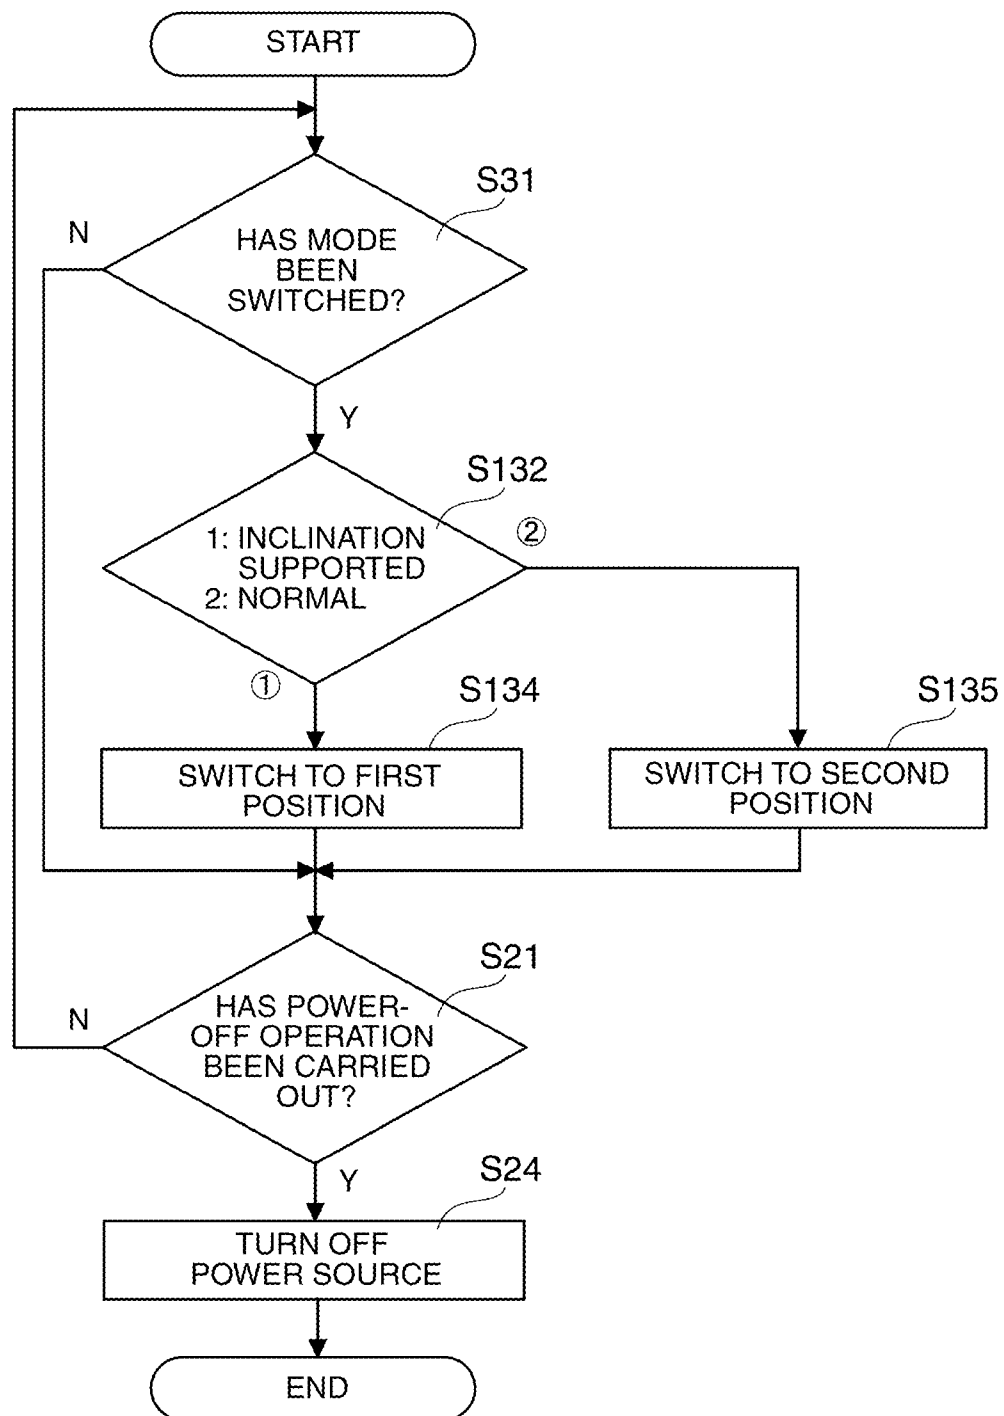 START
S31
N
HAS MODE
BEEN
SWITCHED?
Y
S132
②
1: INCLINATION
SUPPORTED
2: NORMAL
①
S134
S135
SWITCH TO FIRST
POSITION
SWITCH TO SECOND
POSITION
S21
N
HAS POWER-
OFF OPERATION
BEEN CARRIED
OUT?
Y
S24
TURN OFF
POWER SOURCE
END